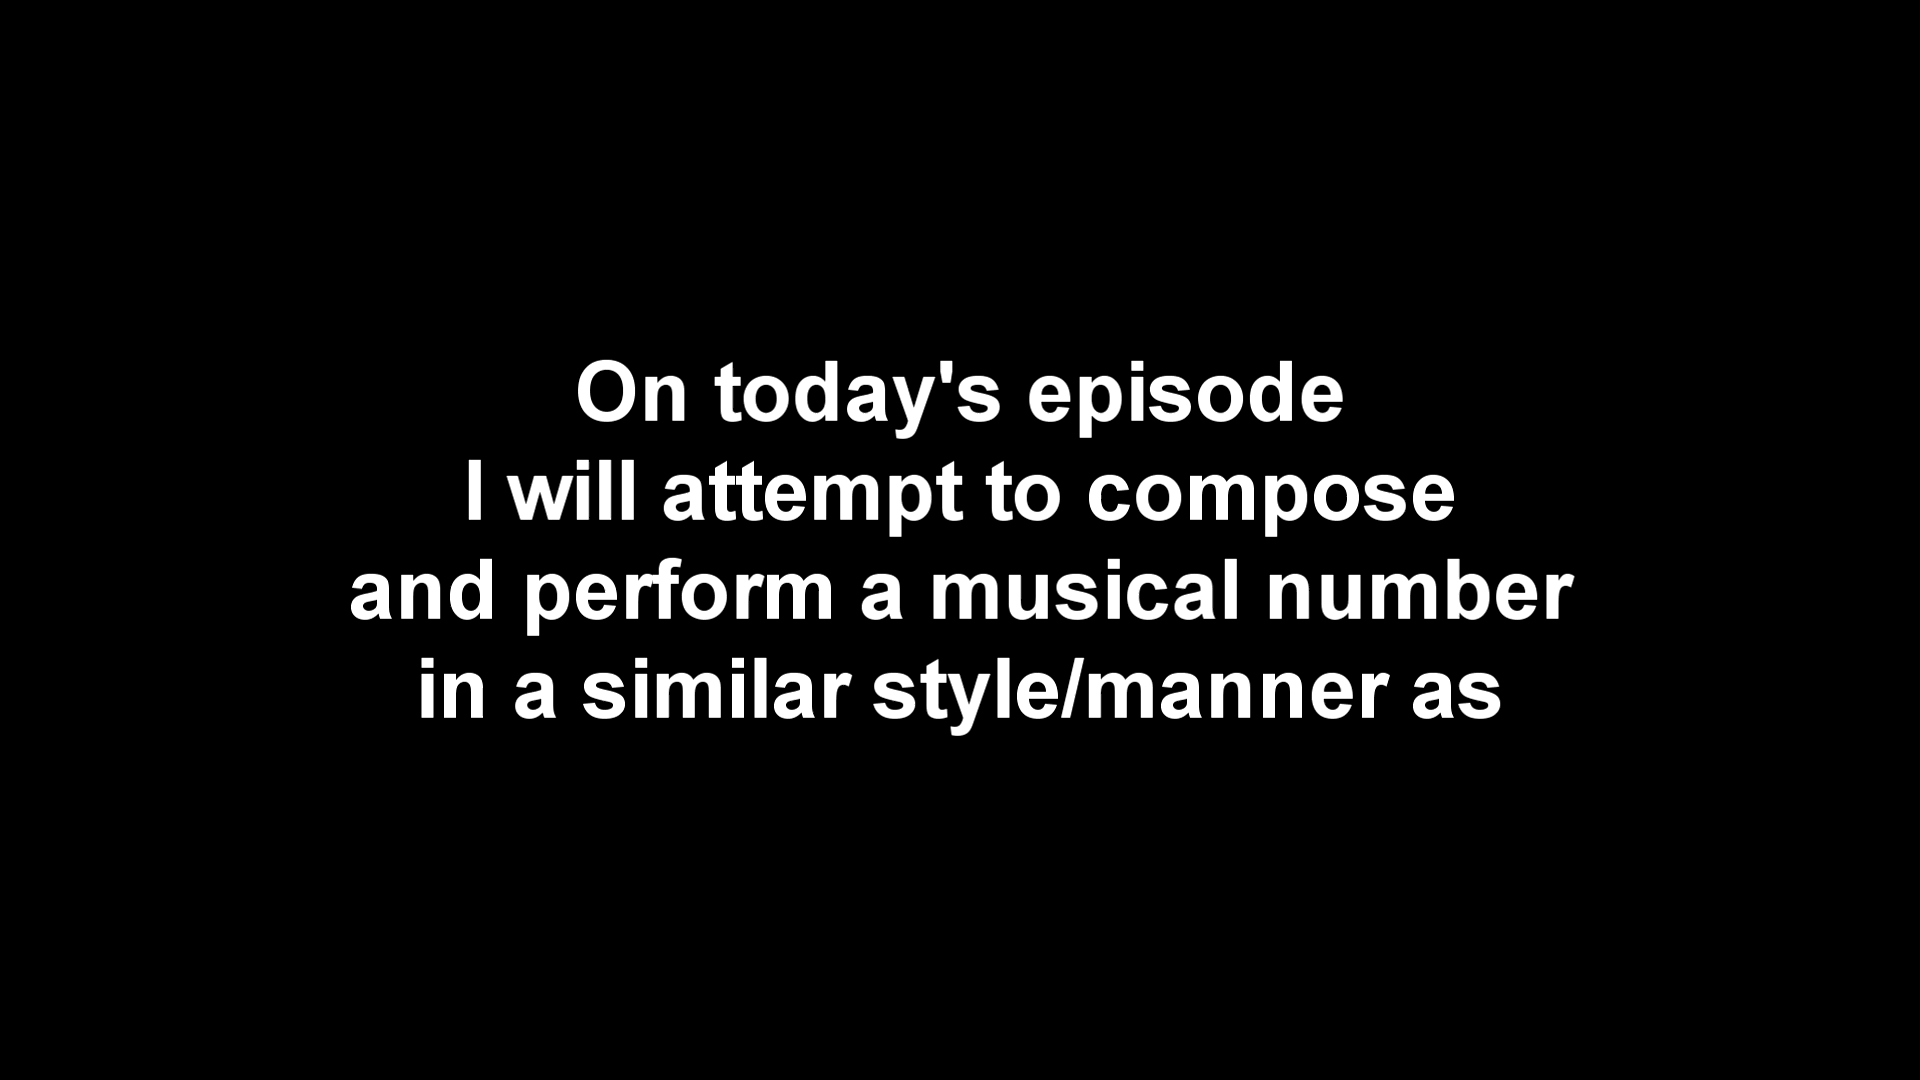 On today's episode
I will attempt to compose
and perform a musical number
in a similar style/manner as